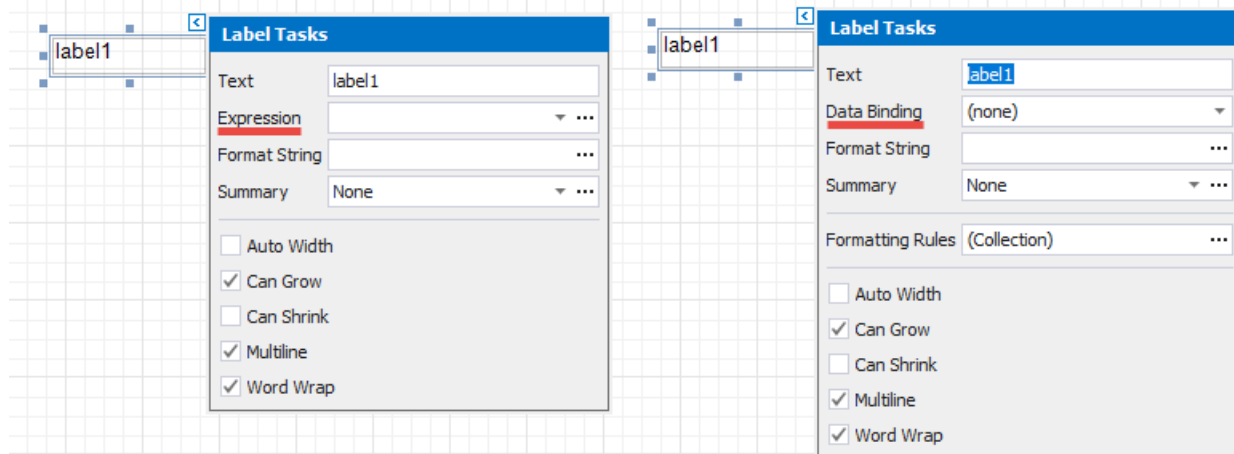 label1
Label Tasks
Text label1
Expression
Format String
Summary None
Auto Width
Can Grow
Can Shrink
Multiline
Word Wrap
label1
Label Tasks
Text label1
Data Binding (none)
Format String
Summary None
Formatting Rules (Collection)
Auto Width
Can Grow
Can Shrink
Multiline
Word Wrap